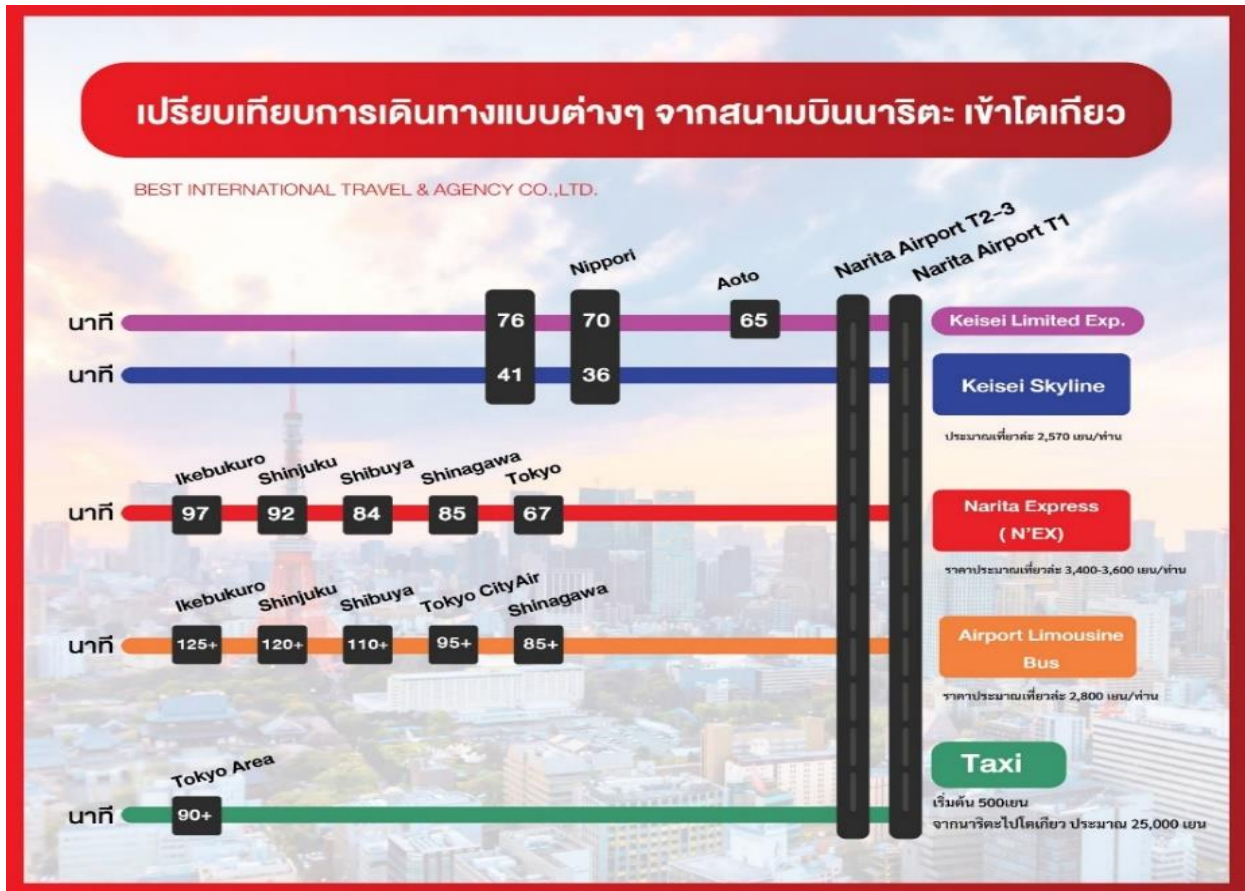 เปรียบเทียบการเดินทางแบบต่างๆ จากสนามบินนาริตะ เข้าโตเกียว
BEST INTERNATIONAL TRAVEL & AGENCY CO.,LTD.
Nippori
Aoto
Narita Airport T2-3
Narita Airport T1
นาที
76
70
65
Keisei Limited Exp.
นาที
41
36
Keisei Skyline
ประมาณเที่ยวล่ะ 2,570 เยน/ท่าน
Ikebukuro
Shinjuku
Shibuya
Shinagawa
Tokyo
นาที
97
92
84
85
67
Narita Express
( N'EX)
ราคาประมาณเที่ยวล่ะ 3,400-3,600 เยน/ท่าน
Ikebukuro
Shinjuku
Shibuya
Tokyo CityAir
Shinagawa
นาที
125+
120+
110+
95+
85+
Airport Limousine
Bus
ราคาประมาณเที่ยวล่ะ 2,800 เยน/ท่าน
Tokyo Area
นาที
90+
Taxi
เริ่มต้น 500เยน
จากนาริตะไปโตเกียว ประมาณ 25,000 เยน